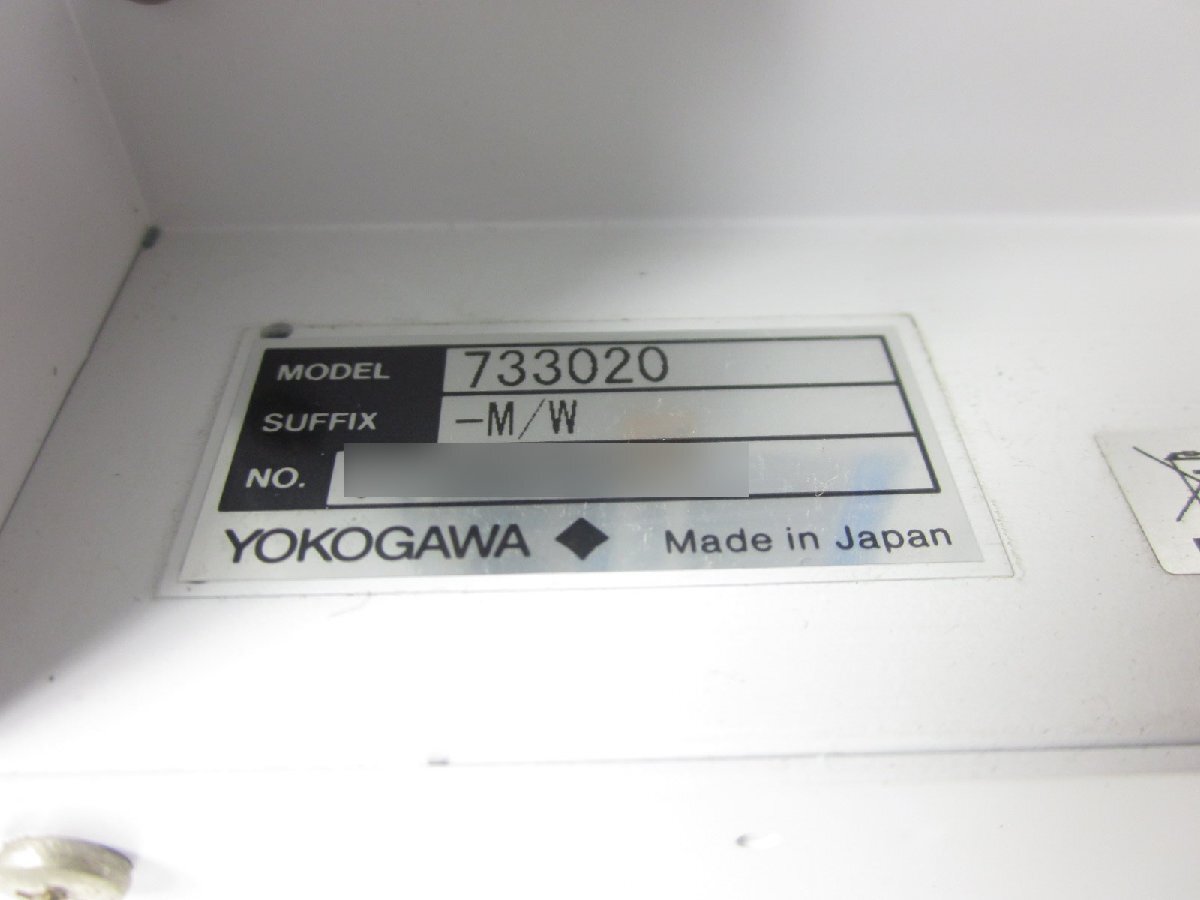 MODEL 733020
SUFFIX -M/W
NO.
YOKOGAWA ◆ Made in Japan